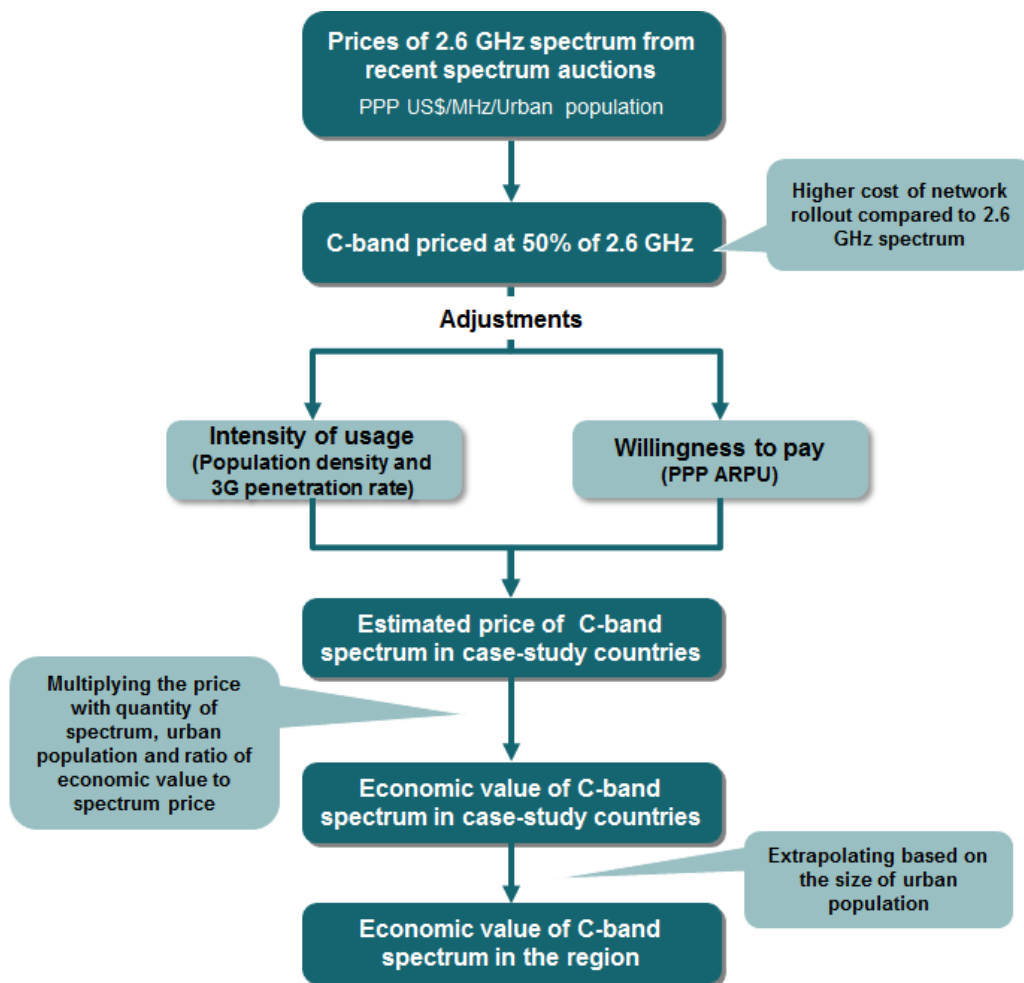 Prices of 2.6 GHz spectrum from
recent spectrum auctions
PPP US$/MHz/Urban population
Higher cost of network
rollout compared to 2.6
GHz spectrum
C-band priced at 50% of 2.6 GHz
Adjustments
Intensity of usage
(Population density and
3G penetration rate)
Willingness to pay
(PPP ARPU)
Estimated price of C-band
spectrum in case-study countries
Multiplying the price
with quantity of
spectrum, urban
population and ratio of
economic value to
spectrum price
Economic value of C-band
spectrum in case-study countries
Extrapolating based on
the size of urban
population
Economic value of C-band
spectrum in the region